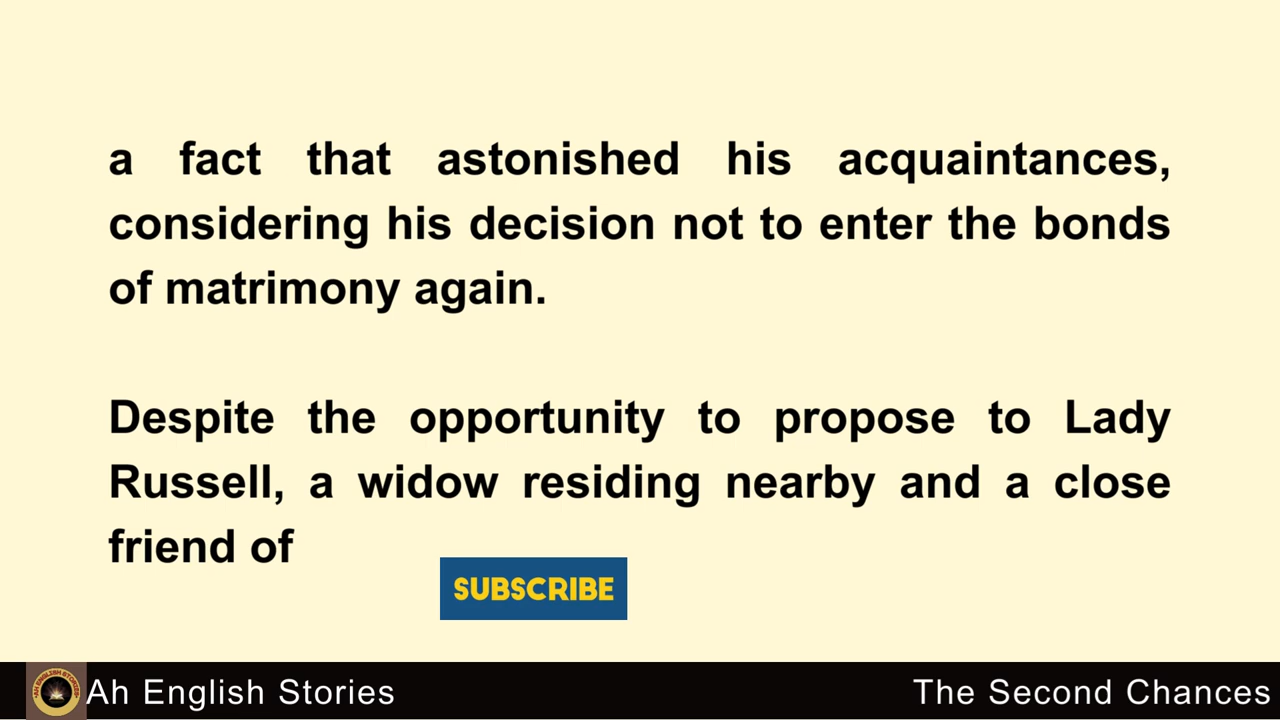 a fact that astonished his acquaintances,
considering his decision not to enter the bonds
of matrimony again.
Despite the opportunity to propose to Lady
Russell, a widow residing nearby and a close
friend of
SUBSCRIBE
Ah English Stories
The Second Chances